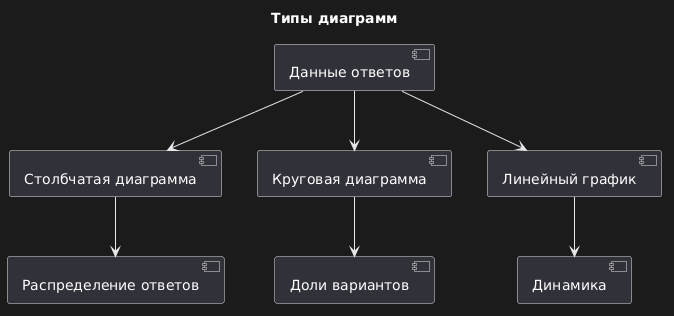 Типы диаграмм
Данные ответов
Столбчатая диаграмма
Круговая диаграмма
Линейный график
Распределение ответов
Доли вариантов
Динамика